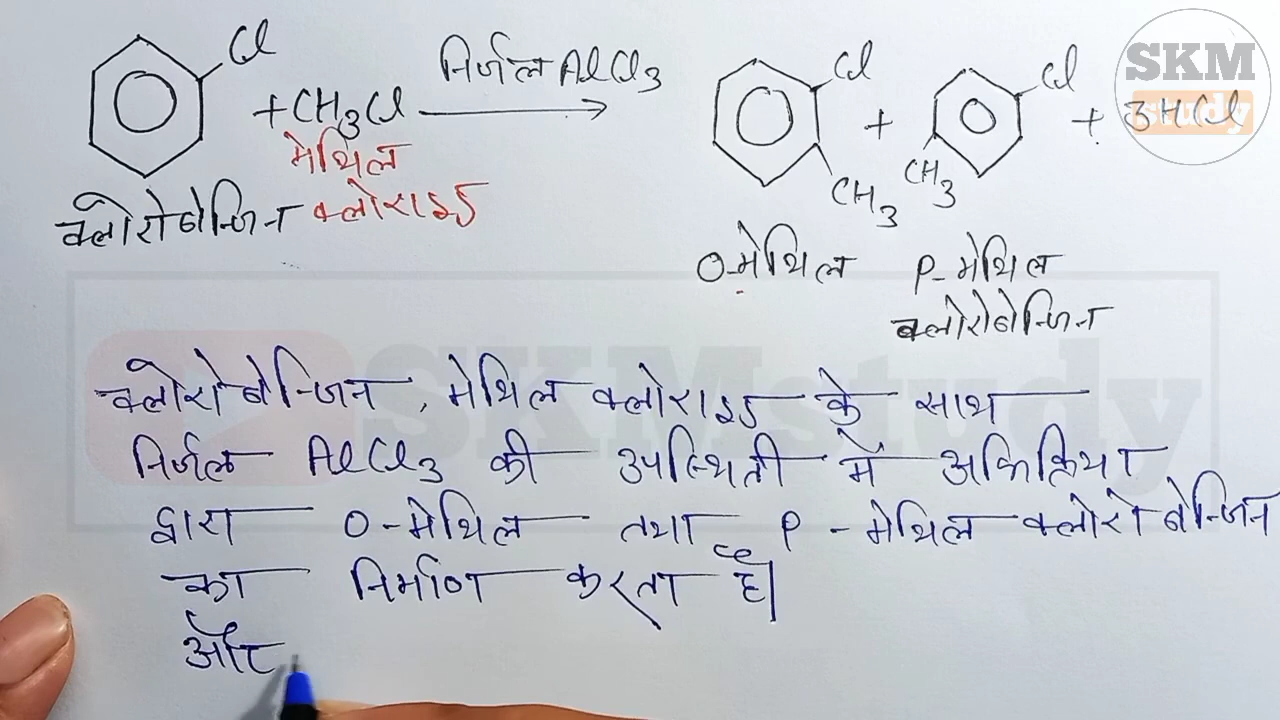 Cl
+CH3Cl
निर्जल AlCl3
Cl
+
Cl
+ 3HCl
मेथिल
क्लोराइड
क्लोरोबेन्जिन
CH3
CH3
O-मेथिल
P-मेथिल
क्लोरोबेन्जिन
क्लोरोबेन्जिन, मेथिल क्लोराइड के साथ
निर्जल AlCl3 की उपस्थिती में अभिक्रिया
द्वारा O-मेथिल तथा P-मेथिल क्लोरोबेन्जिन
का निर्माण करता है।
और
SKM
study
SKMstudy